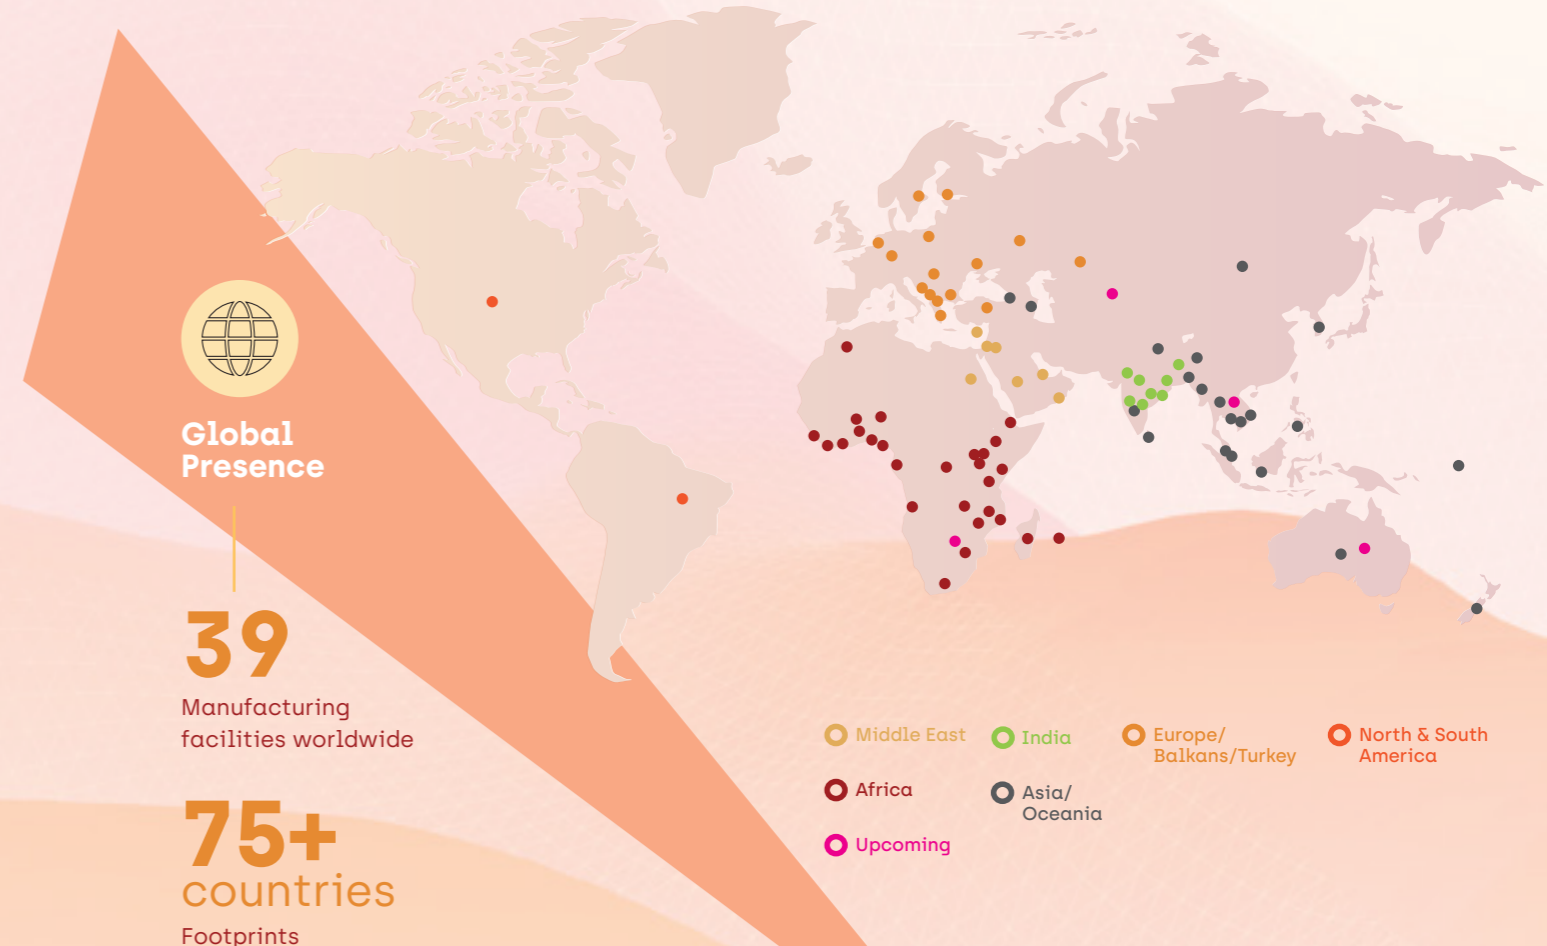 Global
Presence
39
Manufacturing
facilities worldwide
75+
countries
Footprints
Middle East
India
Europe/
Balkans/Turkey
North & South
America
Africa
Asia/
Oceania
Upcoming